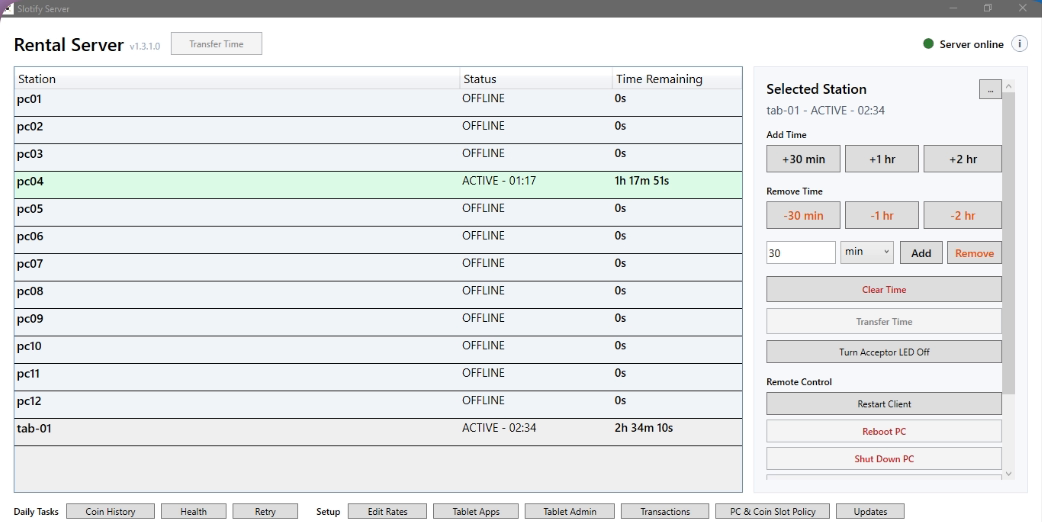 Slotify Server
Rental Server v1.3.1.0 Transfer Time
Server online i
Station Status Time Remaining
pc01 OFFLINE 0s
pc02 OFFLINE 0s
pc03 OFFLINE 0s
pc04 ACTIVE - 01:17 1h 17m 51s
pc05 OFFLINE 0s
pc06 OFFLINE 0s
pc07 OFFLINE 0s
pc08 OFFLINE 0s
pc09 OFFLINE 0s
pc10 OFFLINE 0s
pc11 OFFLINE 0s
pc12 OFFLINE 0s
tab-01 ACTIVE - 02:34 2h 34m 10s
Selected Station ...
tab-01 - ACTIVE - 02:34
Add Time
+30 min +1 hr +2 hr
Remove Time
-30 min -1 hr -2 hr
30 min Add Remove
Clear Time
Transfer Time
Turn Acceptor LED Off
Remote Control
Restart Client
Reboot PC
Shut Down PC
Daily Tasks Coin History Health Retry Setup Edit Rates Tablet Apps Tablet Admin Transactions PC & Coin Slot Policy Updates